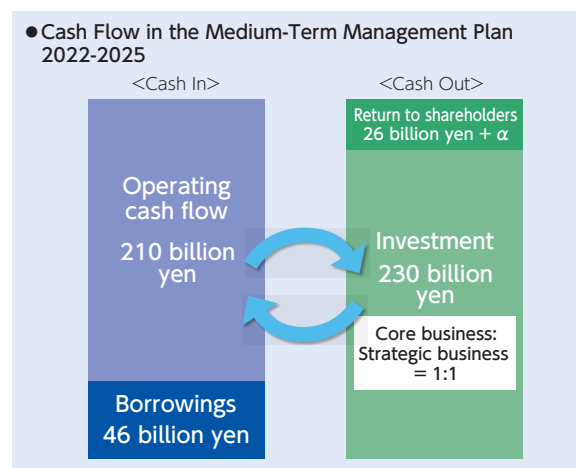 ●Cash Flow in the Medium-Term Management Plan
2022-2025
<Cash In>
Operating
cash flow
210 billion
yen
Borrowings
46 billion yen
<Cash Out>
Return to shareholders
26 billion yen + α
Investment
230 billion
yen
Core business:
Strategic business
= 1:1